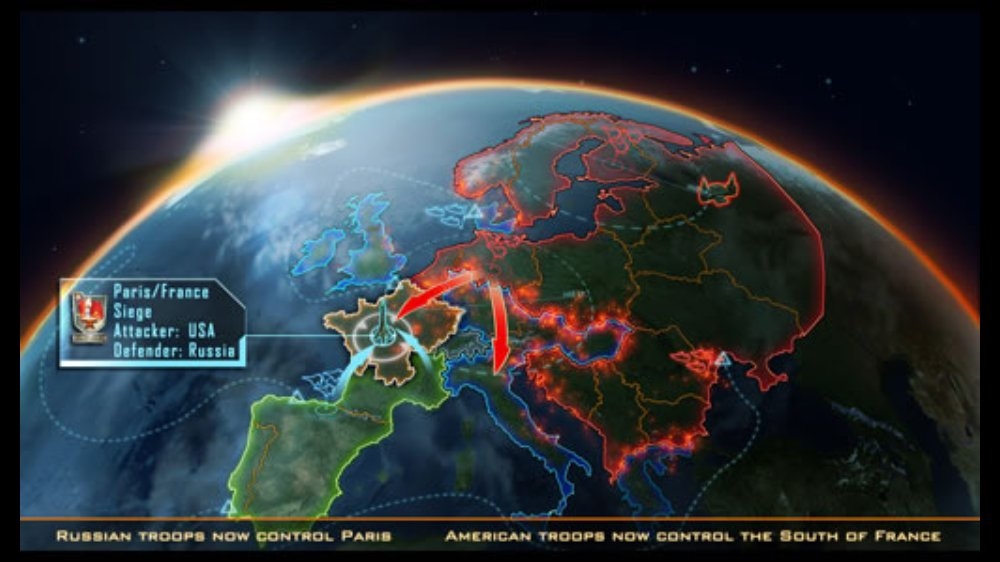 Paris/France
Siege
Attacker: USA
Defender: Russia
Russian troops now control Paris
American troops now control the South of France